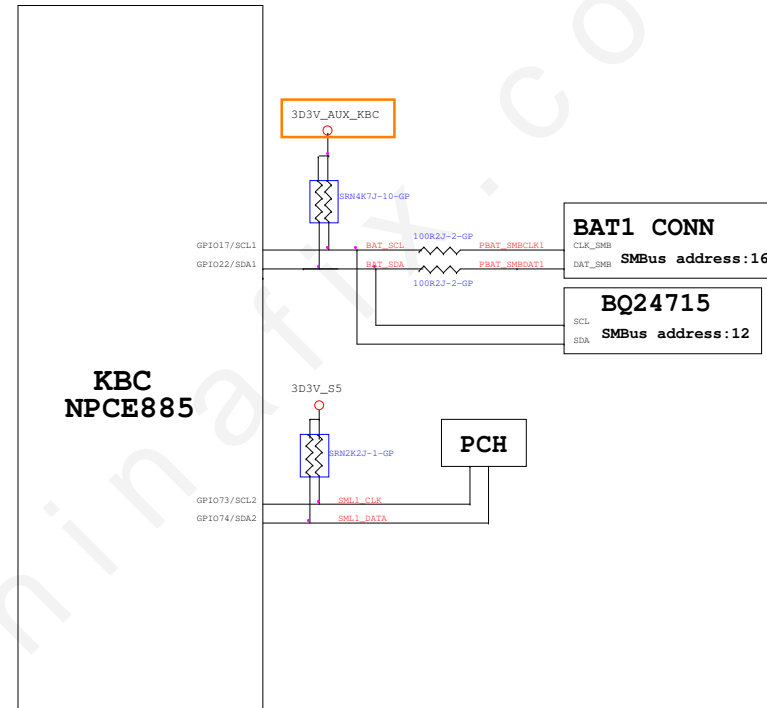 3D3V_AUX_KBC
SRN4K7J-10-GP
GPIO17/SCL1
BAT_SCL
100R2J-2-GP
PBAT_SMBCLK1
GPIO22/SDA1
BAT_SDA
100R2J-2-GP
PBAT_SMBDAT1
BAT1 CONN
CLK_SMB
SMBus address:16
DAT_SMB
BQ24715
SCL
SMBus address:12
SDA
KBC
NPCE885
3D3V_S5
SRN2K2J-1-GP
PCH
GPIO73/SCL2
SML1_CLK
GPIO74/SDA2
SML1_DATA
ninafix.co